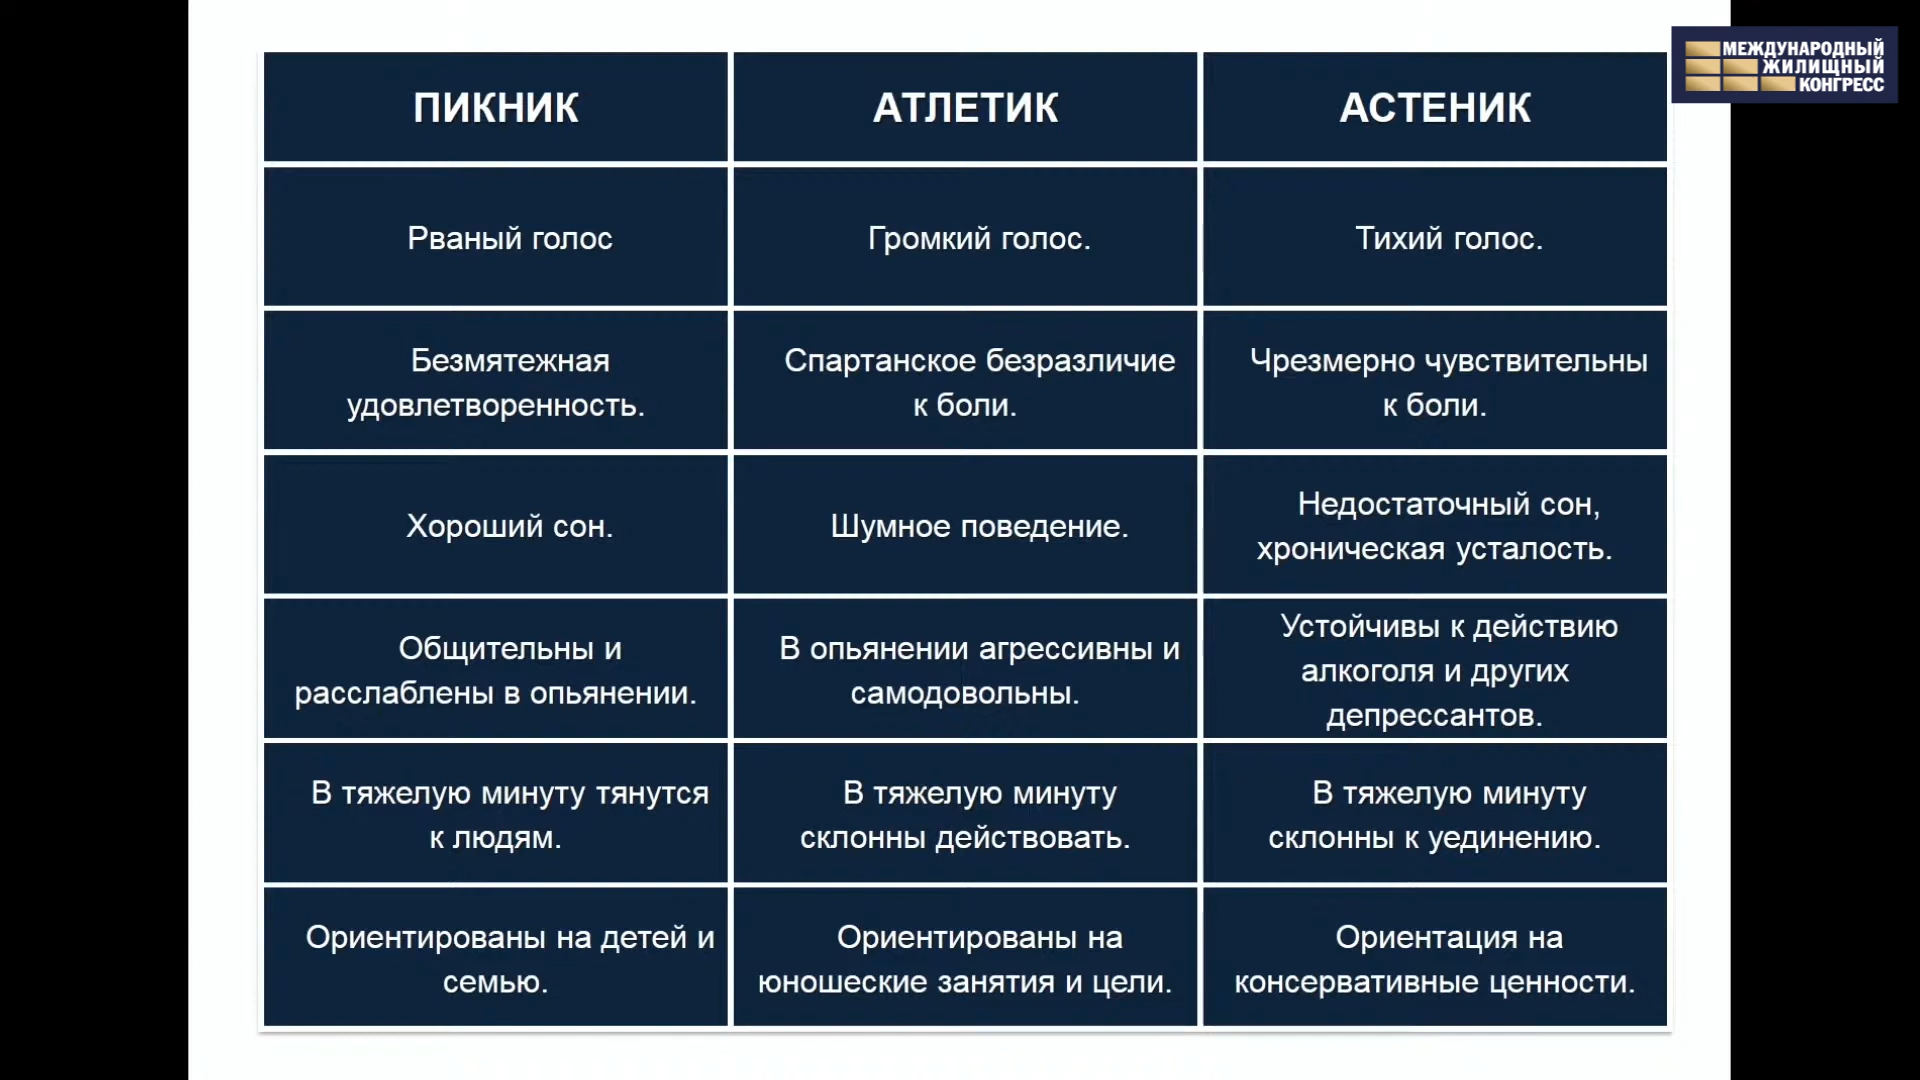 МЕЖДУНАРОДНЫЙ
ЖИЛИЩНЫЙ
КОНГРЕСС
ПИКНИК
АТЛЕТИК
АСТЕНИК
Рваный голос
Громкий голос.
Тихий голос.
Безмятежная
удовлетворенность.
Спартанское безразличие
к боли.
Чрезмерно чувствительны
к боли.
Хороший сон.
Шумное поведение.
Недостаточный сон,
хроническая усталость.
Общительны и
расслаблены в опьянении.
В опьянении агрессивны и
самодовольны.
Устойчивы к действию
алкоголя и других
депрессантов.
В тяжелую минуту тянутся
к людям.
В тяжелую минуту
склонны действовать.
В тяжелую минуту
склонны к уединению.
Ориентированы на детей и
семью.
Ориентированы на
юношеские занятия и цели.
Ориентация на
консервативные ценности.